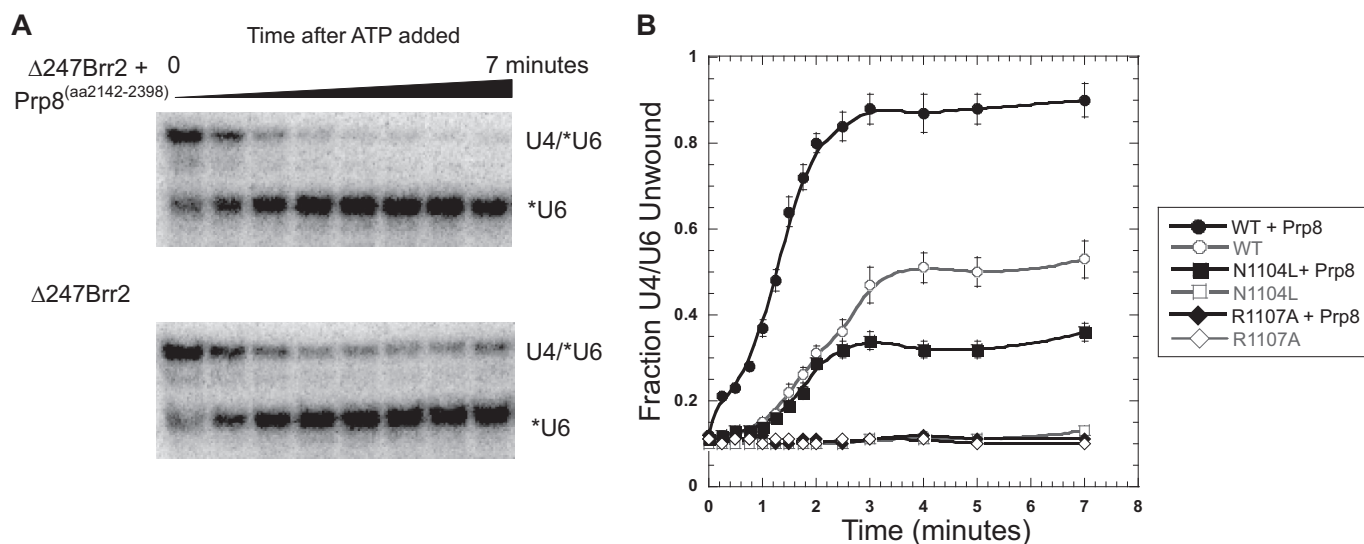 A
Time after ATP added
Δ247Brr2 + 0 7 minutes
Prp8(aa2142-2398)
U4/*U6
*U6
Δ247Brr2
U4/*U6
*U6
B
Fraction U4/U6 Unwound
1
0.8
0.6
0.4
0.2
0
0 1 2 3 4 5 6 7 8
Time (minutes)
WT + Prp8
WT
N1104L+ Prp8
N1104L
R1107A + Prp8
R1107A